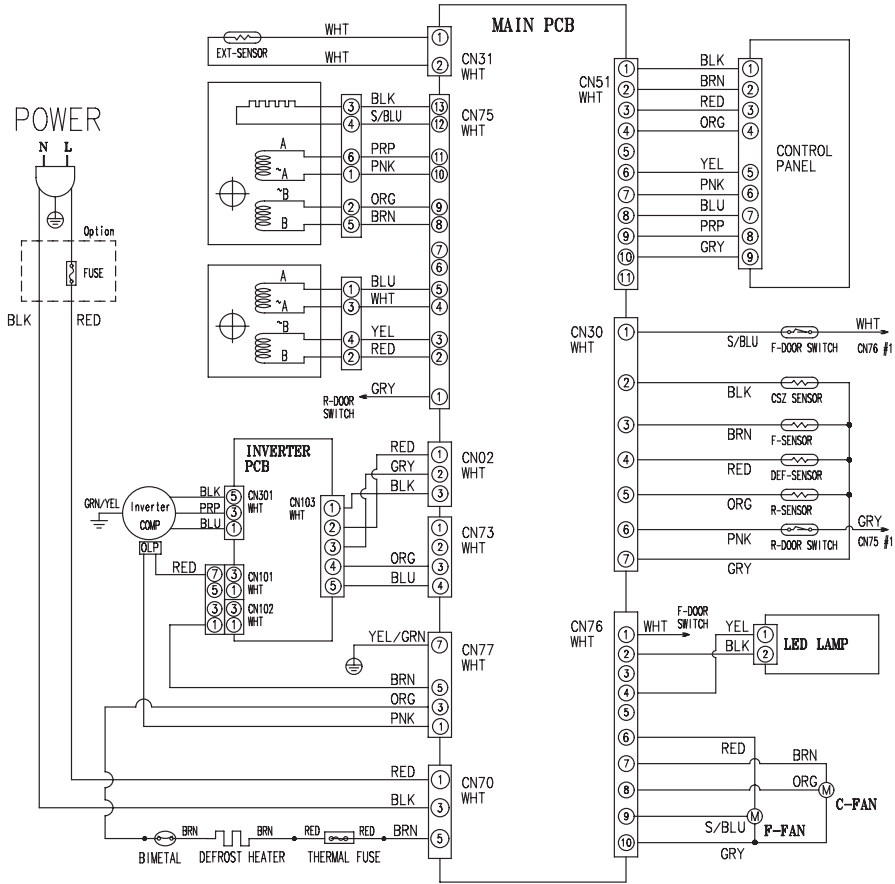 MAIN PCB
EXT-SENSOR
WHT 1
WHT 2
CN31
WHT
POWER
N L
Option
FUSE
BLK RED
3 BLK 13
4 S/BLU 12
CN75
WHT
A 6 PRP 11
~A 1 PNK 10
~B 2 ORG 9
B 5 BRN 8
7
6
A 1 BLU 5
~A 3 WHT 4
~B 4 YEL 3
B 2 RED 2
R-DOOR
SWITCH
GRY 1
INVERTER
PCB
RED 1
GRY 2
BLK 3
CN02
WHT
GRN/YEL
Inverter
COMP
OLP
BLK 5
PRP 3
BLU 1
CN301
WHT
CN103
WHT
1
2
3
4
5
1
2
ORG 3
BLU 4
CN73
WHT
RED 7 3
5 1
CN101
WHT
3 3
1 1
CN102
WHT
YEL/GRN 7
BRN 5
ORG 3
PNK 1
CN77
WHT
RED 1
BLK 3
BRN 5
CN70
WHT
BRN BRN RED RED
BIMETAL DEFROST HEATER THERMAL FUSE
CN51
WHT
1 BLK 1
2 BRN 2
3 RED 3
4 ORG 4
5
6 YEL 5
7 PNK 6
8 BLU 7
9 PRP 8
10 GRY 9
11
CONTROL
PANEL
CN30
WHT
1 S/BLU F-DOOR SWITCH WHT CN76 #1
2 BLK CSZ SENSOR
3 BRN F-SENSOR
4 RED DEF-SENSOR
5 ORG R-SENSOR
6 PNK R-DOOR SWITCH GRY CN75 #1
7 GRY
CN76
WHT
F-DOOR
SWITCH
1 WHT
2
3
4
5
6
7
8
9
10
YEL 1
BLK 2
LED LAMP
RED
BRN
ORG
M
C-FAN
M
S/BLU
F-FAN
GRY